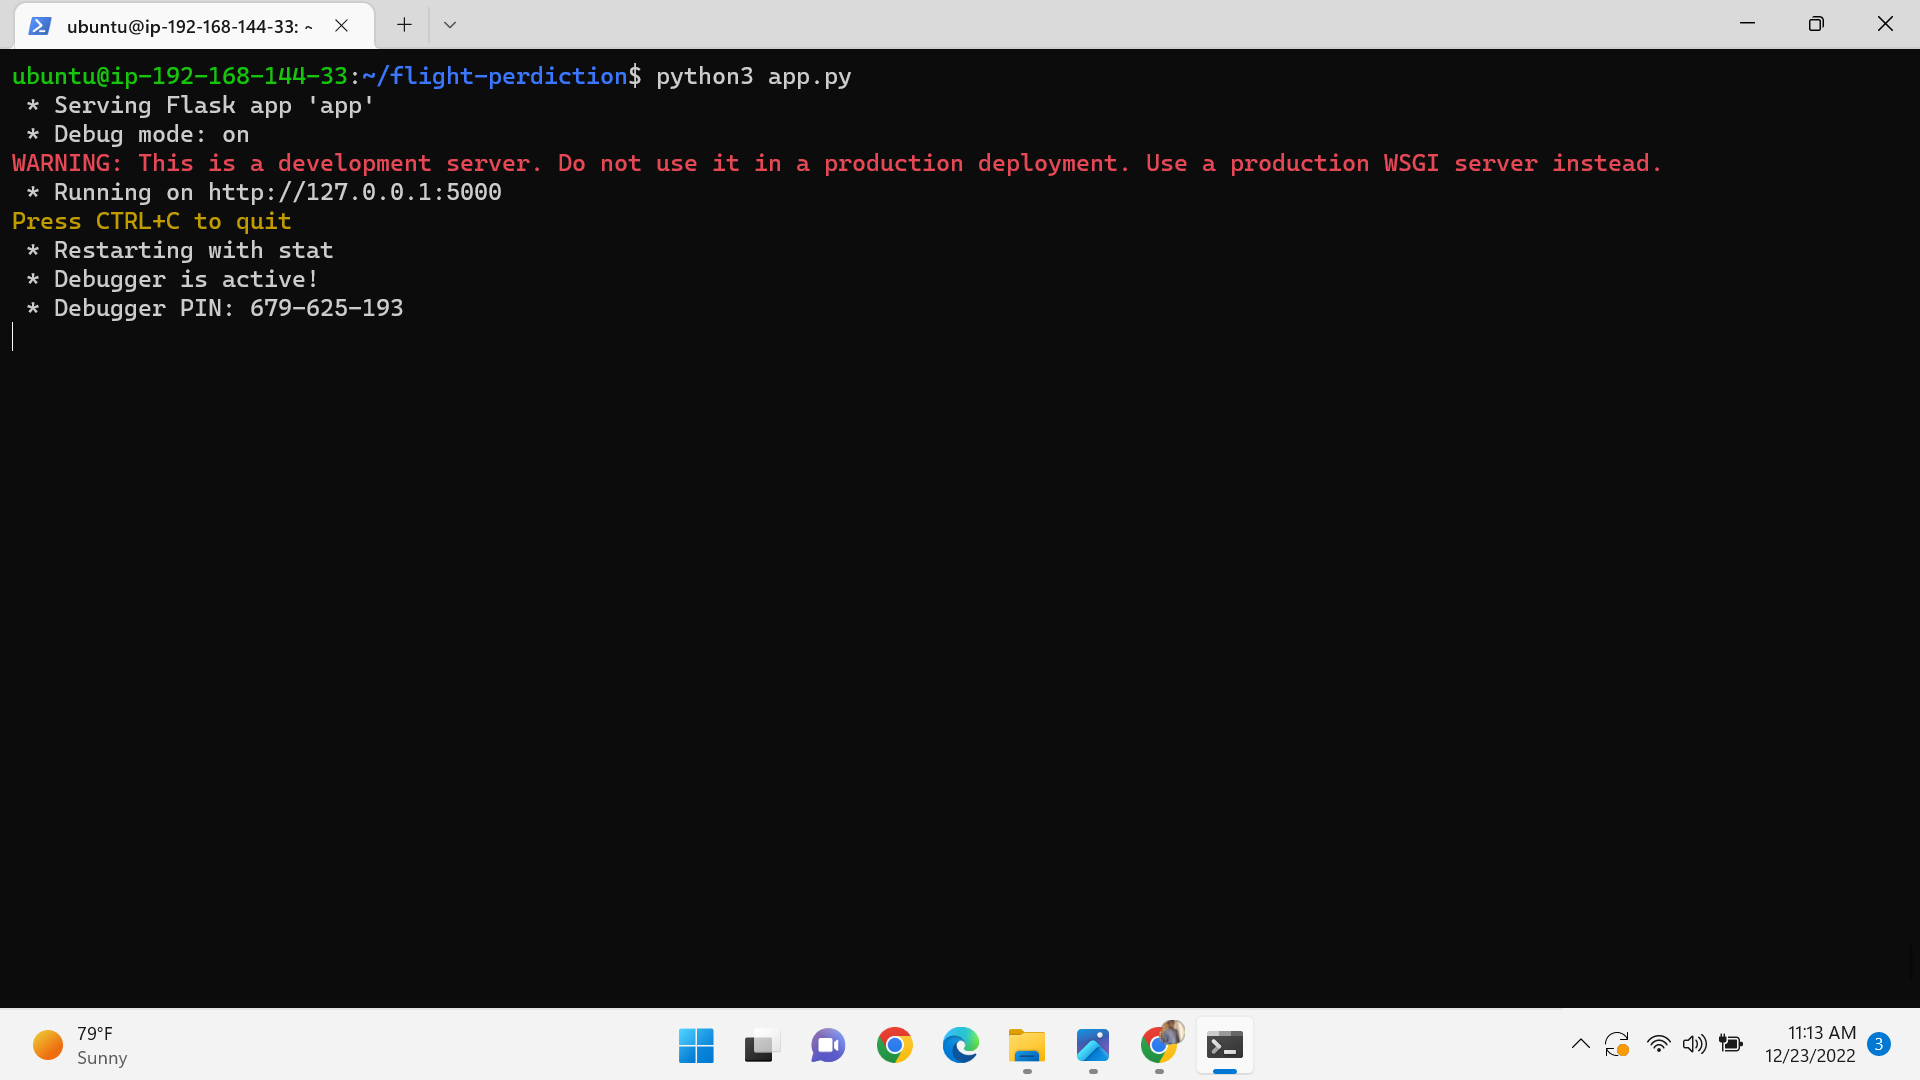 ubuntu@ip-192-168-144-33: ~
ubuntu@ip-192-168-144-33:~/flight-perdiction$ python3 app.py
 * Serving Flask app 'app'
 * Debug mode: on
WARNING: This is a development server. Do not use it in a production deployment. Use a production WSGI server instead.
 * Running on http://127.0.0.1:5000
Press CTRL+C to quit
 * Restarting with stat
 * Debugger is active!
 * Debugger PIN: 679-625-193
79°F
Sunny
11:13 AM
12/23/2022
3